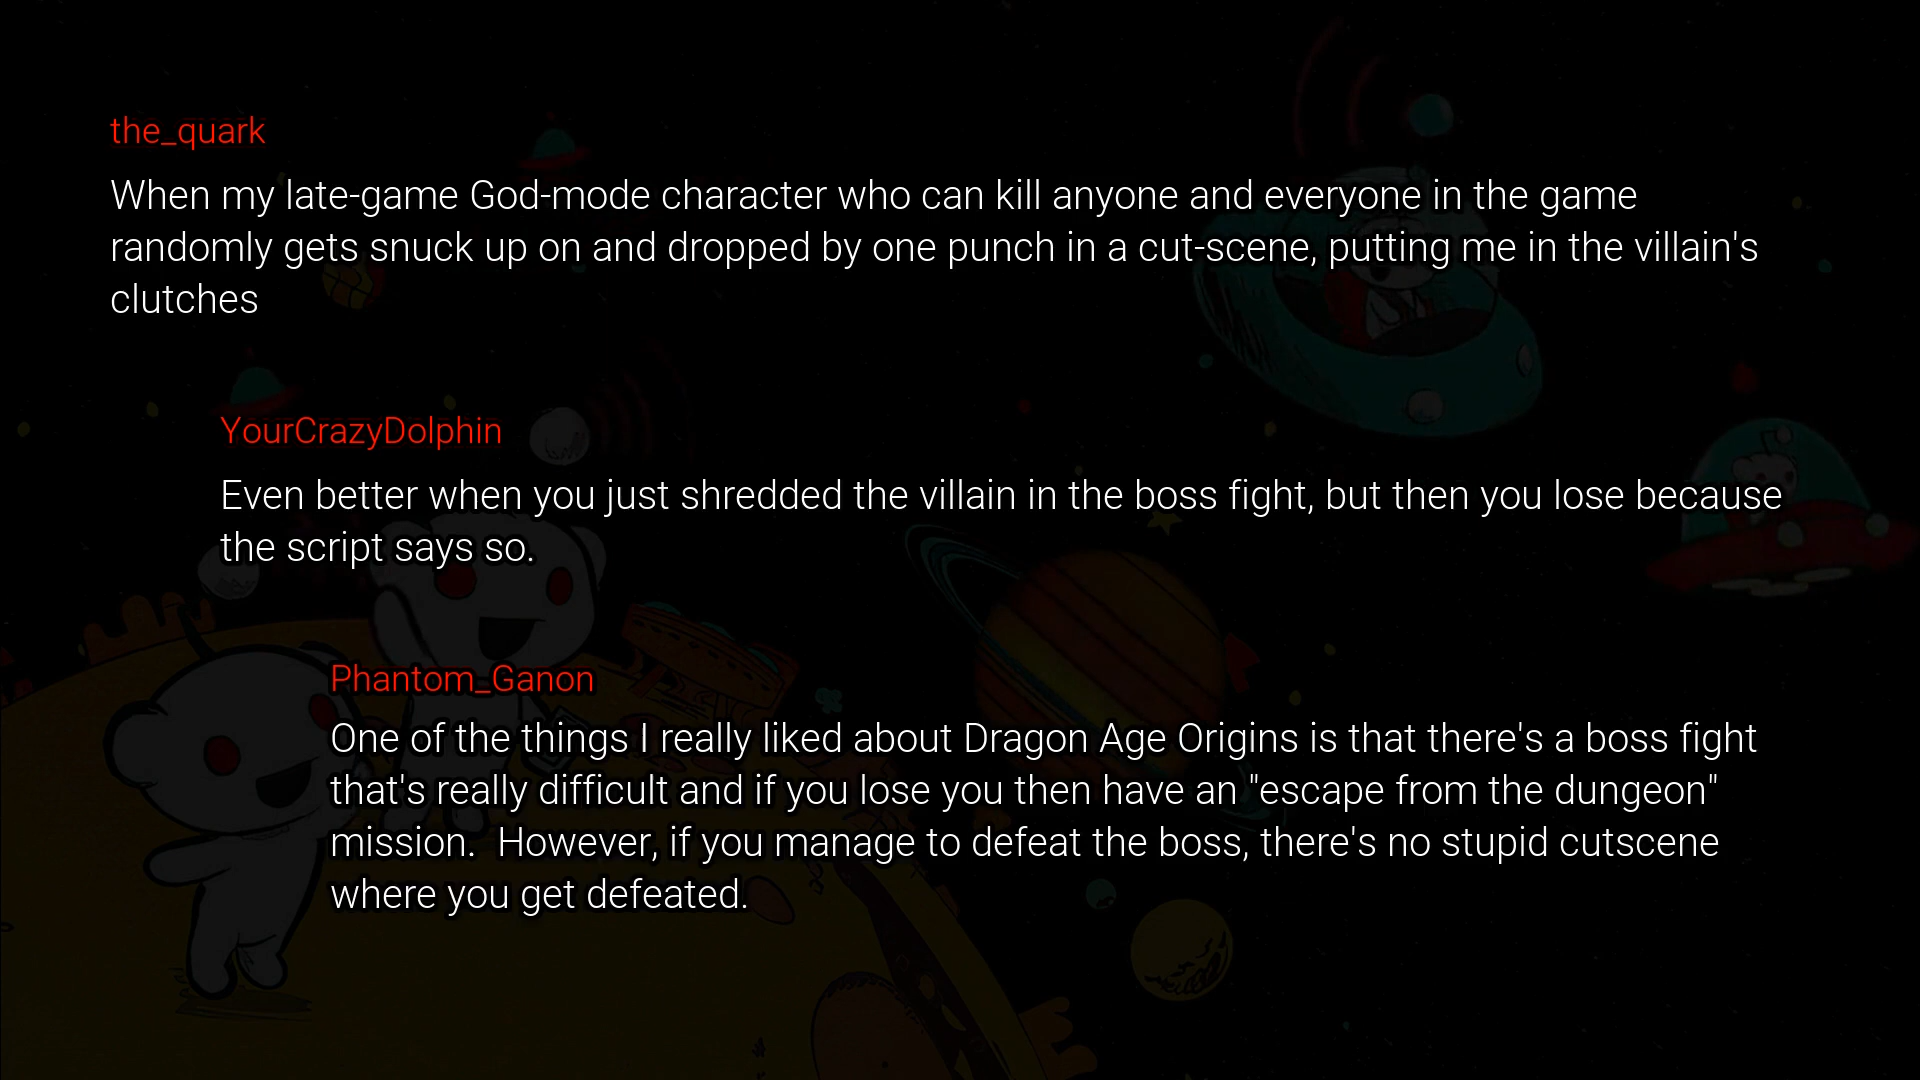 the_quark
When my late-game God-mode character who can kill anyone and everyone in the game
randomly gets snuck up on and dropped by one punch in a cut-scene, putting me in the villain's
clutches
YourCrazyDolphin
Even better when you just shredded the villain in the boss fight, but then you lose because
the script says so.
Phantom_Ganon
One of the things I really liked about Dragon Age Origins is that there's a boss fight
that's really difficult and if you lose you then have an "escape from the dungeon"
mission.  However, if you manage to defeat the boss, there's no stupid cutscene
where you get defeated.